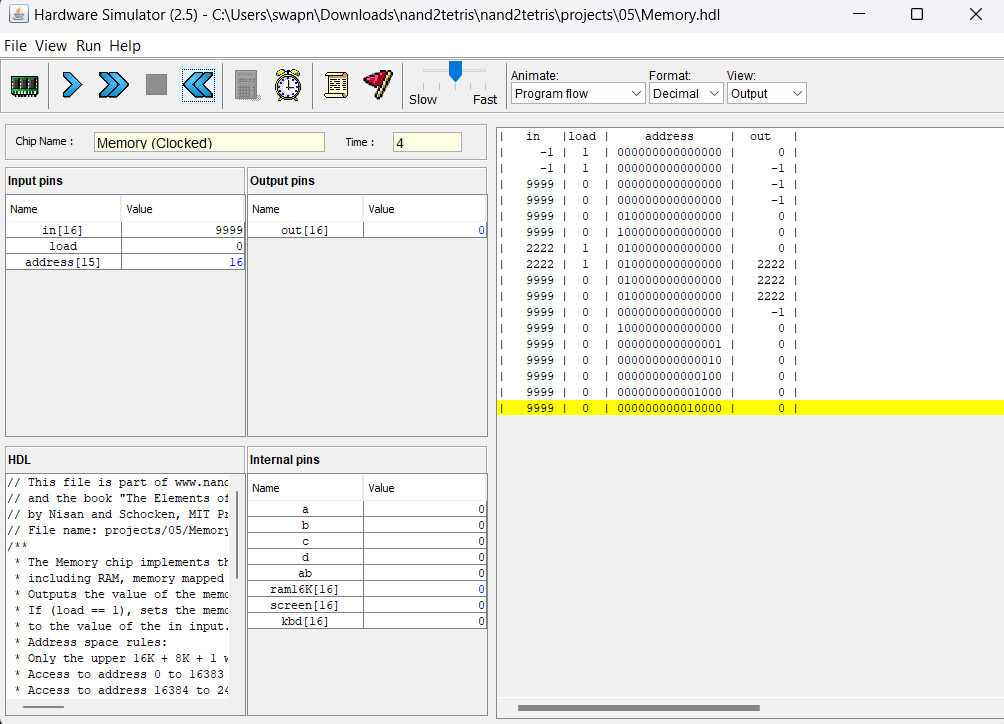 Hardware Simulator (2.5) - C:\Users\swapn\Downloads\nand2tetris\nand2tetris\projects\05\Memory.hdl
File View Run Help
Slow Fast
Animate: Format: View:
Program flow Decimal Output
Chip Name : Memory (Clocked) Time : 4
Input pins
Name Value
in[16] 9999
load 0
address[15] 16
Output pins
Name Value
out[16] 0
HDL
// This file is part of www.nand
// and the book "The Elements of
// by Nisan and Schocken, MIT Pr
// File name: projects/05/Memory
/**
* The Memory chip implements th
* including RAM, memory mapped
* Outputs the value of the memo
* If (load == 1), sets the memo
* to the value of the in input.
* Address space rules:
* Only the upper 16K + 8K + 1 w
* Access to address 0 to 16383
* Access to address 16384 to 24
Internal pins
Name Value
a 0
b 0
c 0
d 0
ab 0
ram16K[16] 0
screen[16] 0
kbd[16] 0
| in |load | address | out |
| -1 | 1 | 000000000000000 | 0 |
| -1 | 1 | 000000000000000 | -1 |
| 9999 | 0 | 000000000000000 | -1 |
| 9999 | 0 | 000000000000000 | -1 |
| 9999 | 0 | 010000000000000 | 0 |
| 9999 | 0 | 100000000000000 | 0 |
| 2222 | 1 | 010000000000000 | 0 |
| 2222 | 1 | 010000000000000 | 2222 |
| 9999 | 0 | 010000000000000 | 2222 |
| 9999 | 0 | 010000000000000 | 2222 |
| 9999 | 0 | 000000000000000 | -1 |
| 9999 | 0 | 100000000000000 | 0 |
| 9999 | 0 | 000000000000001 | 0 |
| 9999 | 0 | 000000000000010 | 0 |
| 9999 | 0 | 000000000000100 | 0 |
| 9999 | 0 | 000000000001000 | 0 |
| 9999 | 0 | 000000000010000 | 0 |